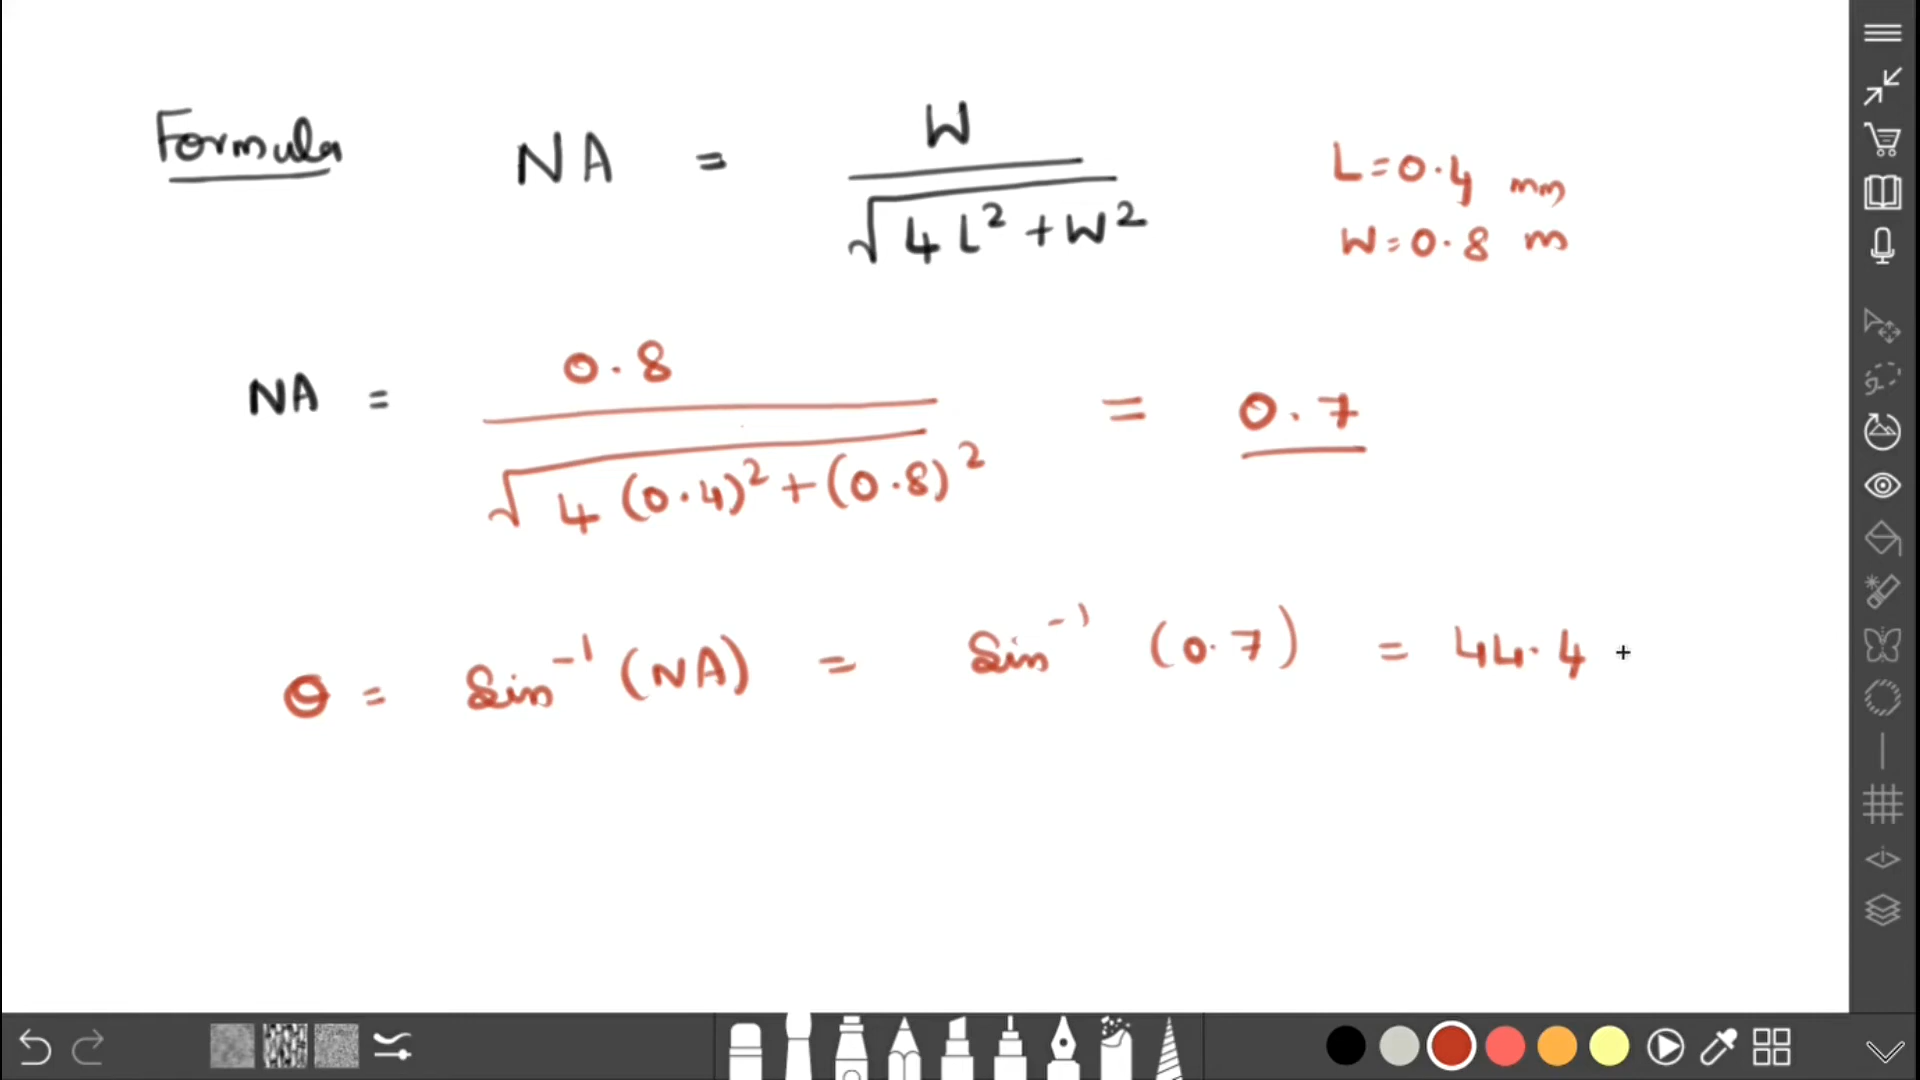 Formula NA = W / √4L²+W²
L=0.4 mm
W=0.8 m
NA = 0.8 / √4(0.4)²+(0.8)² = 0.7
θ = Sin⁻¹(NA) = Sin⁻¹(0.7) = 44.4